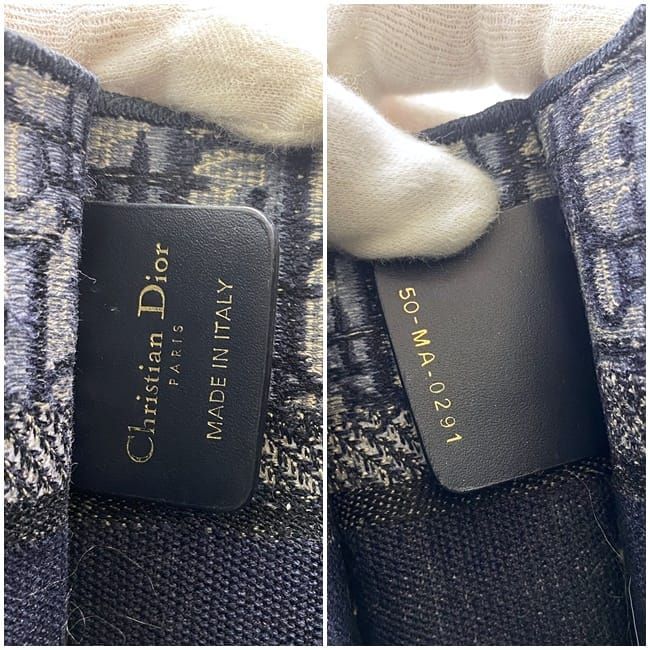 Christian Dior
PARIS
MADE IN ITALY
50-MA-0291